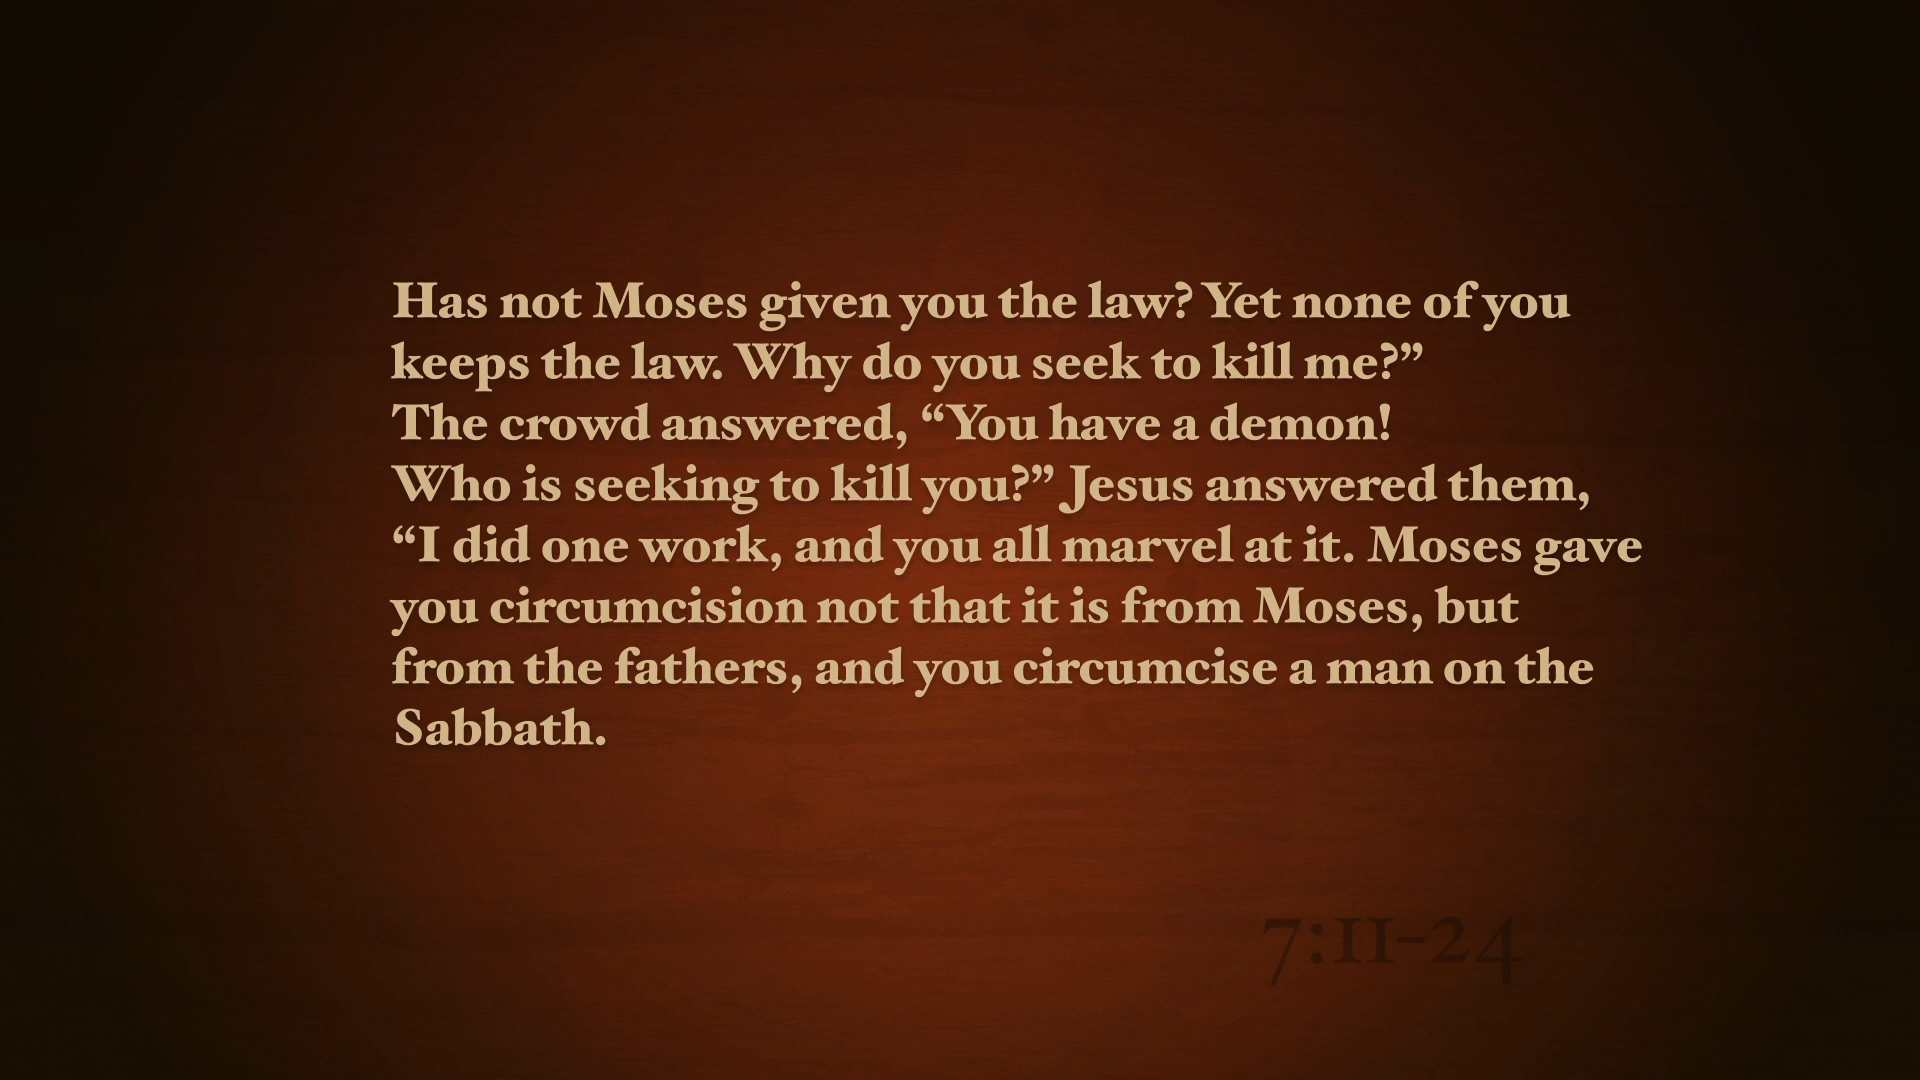 Has not Moses given you the law? Yet none of you
keeps the law. Why do you seek to kill me?”
The crowd answered, “You have a demon!
Who is seeking to kill you?” Jesus answered them,
“I did one work, and you all marvel at it. Moses gave
you circumcision not that it is from Moses, but
from the fathers, and you circumcise a man on the
Sabbath.
7:11-24